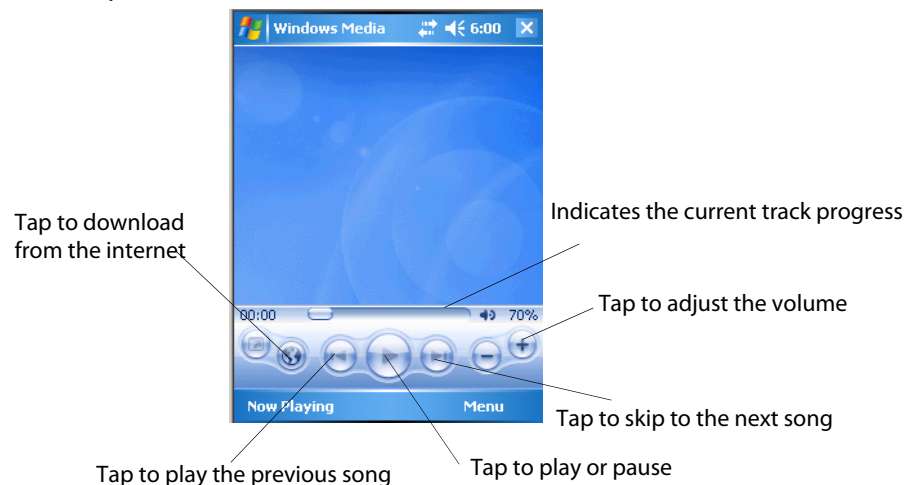 Windows Media 6:00
Indicates the current track progress
Tap to download
from the internet
Tap to adjust the volume
00:00 70%
Now Playing Menu
Tap to skip to the next song
Tap to play or pause
Tap to play the previous song